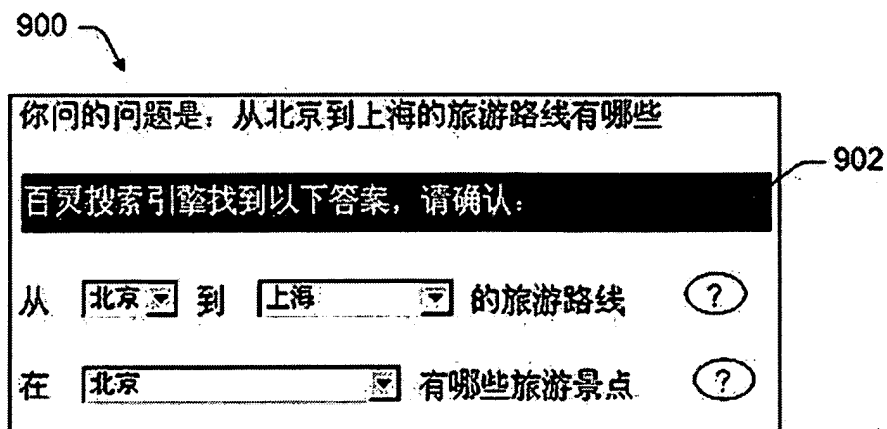 900
你问的问题是：从北京到上海的旅游路线有哪些
902
百灵搜索引擎找到以下答案，请确认：
从 北京 到 上海 的旅游路线 ?
在 北京 有哪些旅游景点 ?